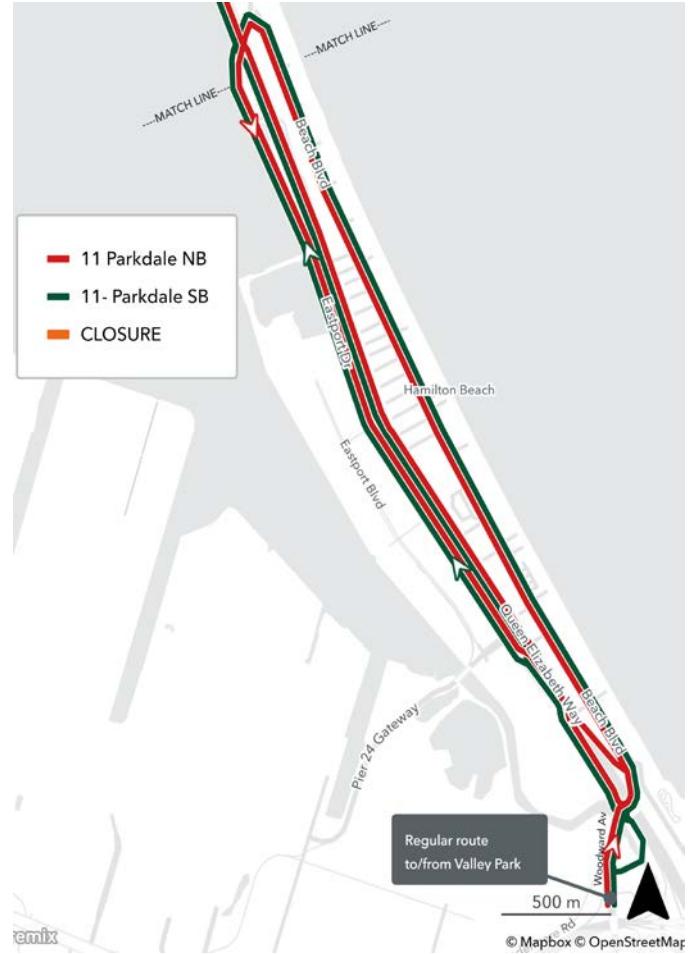 ----MATCH LINE----
----MATCH LINE----
Beach Blvd
11 Parkdale NB
11- Parkdale SB
CLOSURE
Eastport Dr
Hamilton Beach
Eastport Blvd
Queen Elizabeth Way
Beach Blvd
Pier 24 Gateway
Woodward Av
Regular route
to/from Valley Park
500 m
Rd
remix
© Mapbox © OpenStreetMap